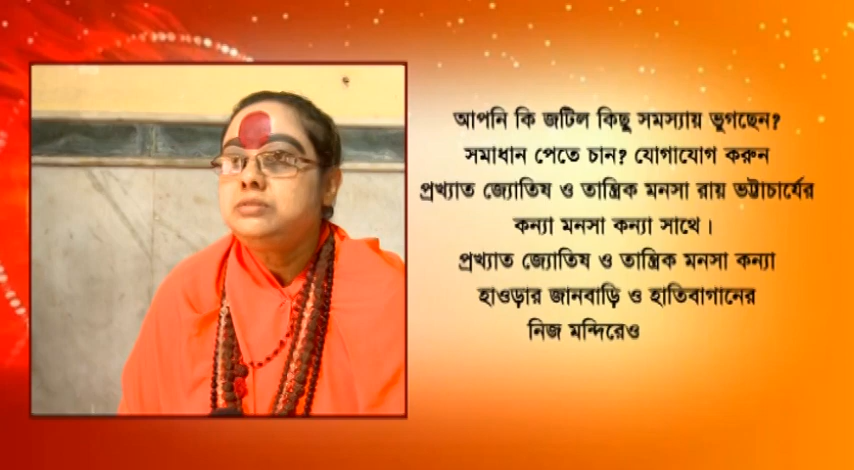 আপনি কি জটিল কিছু সমস্যায় ভুগছেন?
সমাধান পেতে চান? যোগাযোগ করুন
প্রখ্যাত জ্যোতিষ ও তান্ত্রিক মনসা রায় ভট্টাচার্যের
কন্যা মনসা কন্যা সাথে।
প্রখ্যাত জ্যোতিষ ও তান্ত্রিক মনসা কন্যা
হাওড়ার জানবাড়ি ও হাতিবাগানের
নিজ মন্দিরেও